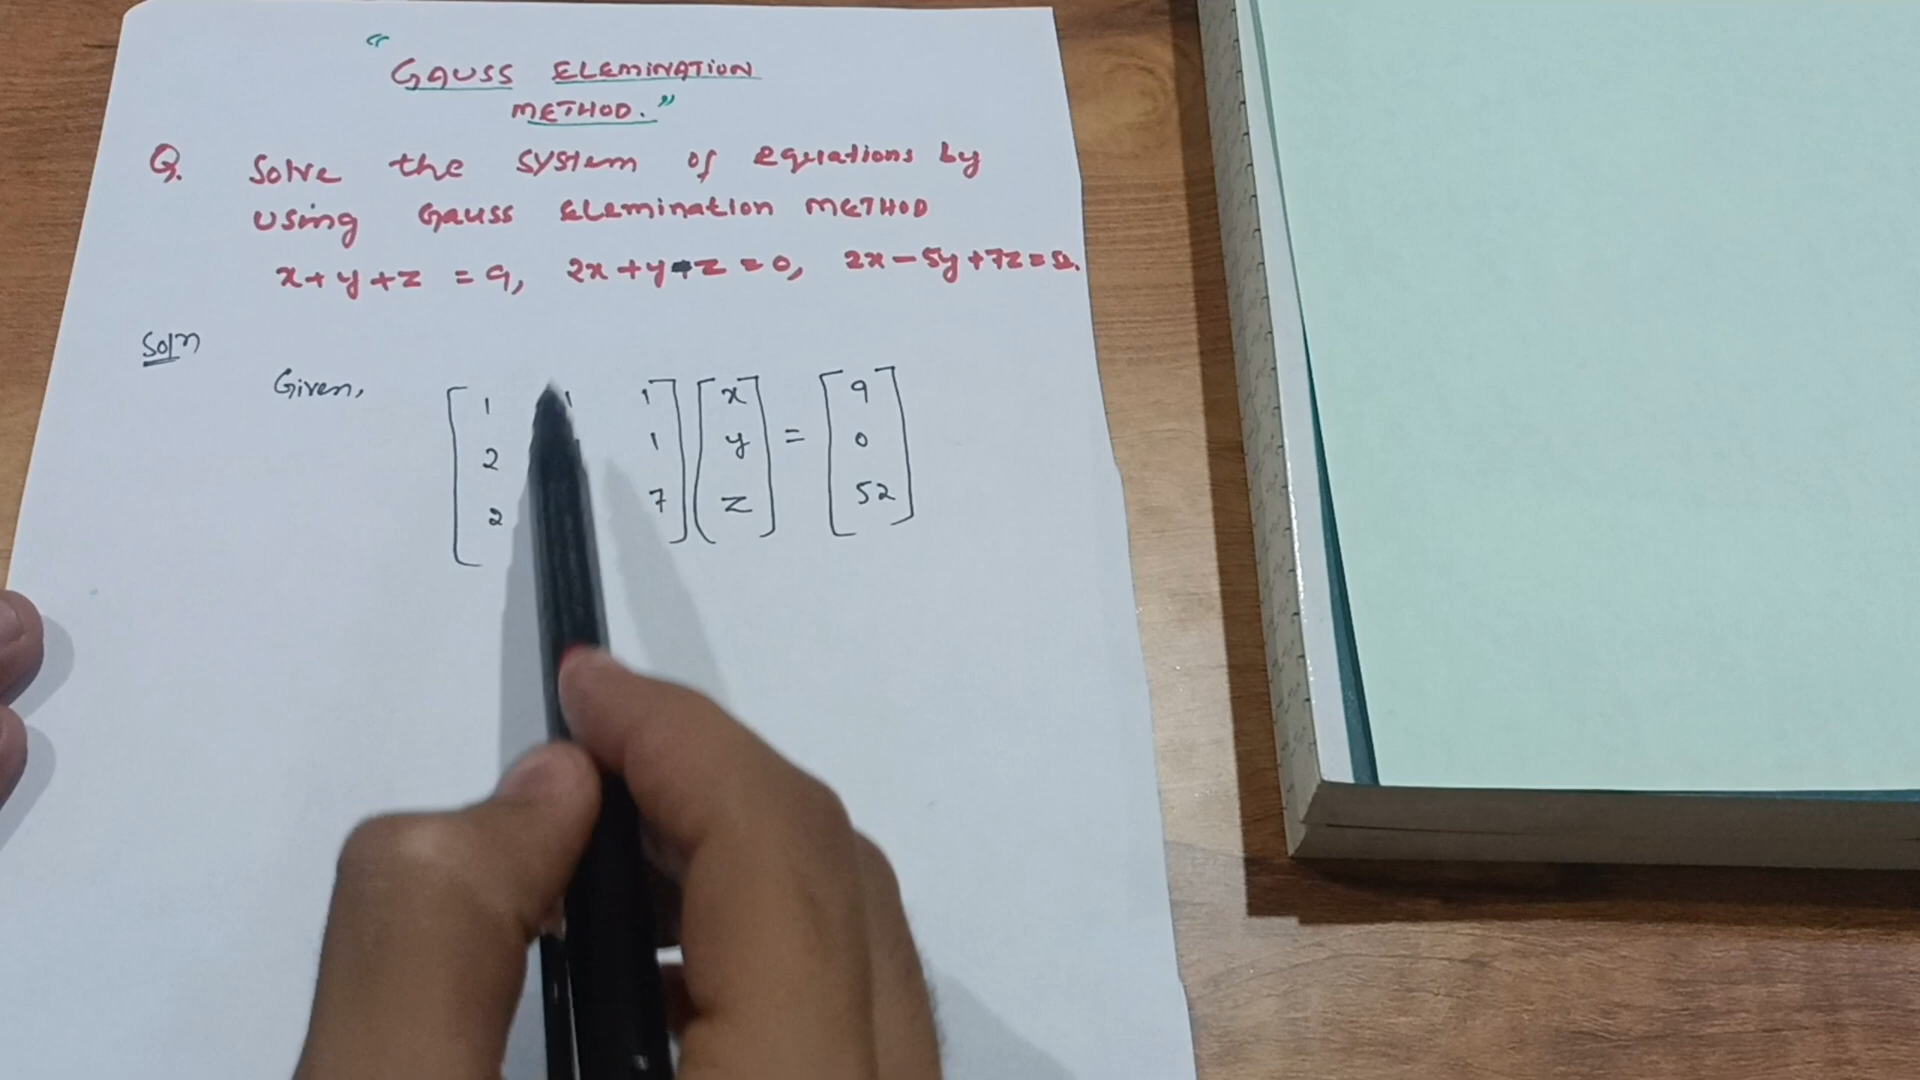 “
GAUSS ELEMINATION
METHOD.”
Q. Solve the system of equations by
using Gauss Elemination METHOD
x+y+z = 9, 2x+y+z = 0, 2x-5y+7z =
Soln
Given,
1 1 1 x 9
2 1 y = 0
2 7 z 52